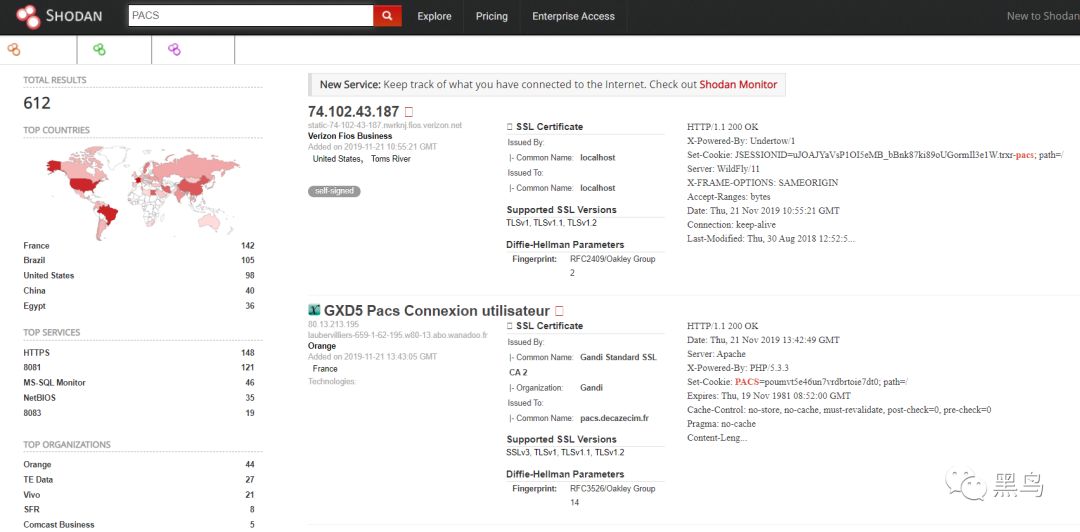 SHODAN
PACS
Explore
Pricing
Enterprise Access
New to Shodan
TOTAL RESULTS
612
TOP COUNTRIES
France 142
Brazil 105
United States 98
China 40
Egypt 36
TOP SERVICES
HTTPS 148
8081 121
MS-SQL Monitor 46
NetBIOS 35
8083 19
TOP ORGANIZATIONS
Orange 44
TE Data 27
Vivo 21
SFR 8
Comcast Business 5
New Service: Keep track of what you have connected to the Internet. Check out Shodan Monitor
74.102.43.187
static-74-102-43-187.nwrknj.fios.verizon.net
Verizon Fios Business
Added on 2019-11-21 10:55:21 GMT
United States, Toms River
self-signed
SSL Certificate
Issued By:
|- Common Name: localhost
Issued To:
|- Common Name: localhost
Supported SSL Versions
TLSv1, TLSv1.1, TLSv1.2
Diffie-Hellman Parameters
Fingerprint: RFC2409/Oakley Group
2
HTTP/1.1 200 OK
X-Powered-By: Undertow/1
Set-Cookie: JSESSIONID=uJOAJYaVsP1OI5eMB_bBnk87ki89oUGormIl3e1W.trxr-pacs; path=/
Server: WildFly/11
X-FRAME-OPTIONS: SAMEORIGIN
Accept-Ranges: bytes
Date: Thu, 21 Nov 2019 10:55:21 GMT
Connection: keep-alive
Last-Modified: Thu, 30 Aug 2018 12:52:5...
GXD5 Pacs Connexion utilisateur
80.13.213.195
laubervilliers-659-1-62-195.w80-13.abo.wanadoo.fr
Orange
Added on 2019-11-21 13:43:05 GMT
France
Technologies:
SSL Certificate
Issued By:
|- Common Name: Gandi Standard SSL
CA 2
|- Organization: Gandi
Issued To:
|- Common Name: pacs.decazecim.fr
Supported SSL Versions
SSLv3, TLSv1, TLSv1.1, TLSv1.2
Diffie-Hellman Parameters
Fingerprint: RFC3526/Oakley Group
14
HTTP/1.1 200 OK
Date: Thu, 21 Nov 2019 13:42:49 GMT
Server: Apache
X-Powered-By: PHP/5.3.3
Set-Cookie: PACS=poumvt5e46un7vrdbrtoie7dt0; path=/
Expires: Thu, 19 Nov 1981 08:52:00 GMT
Cache-Control: no-store, no-cache, must-revalidate, post-check=0, pre-check=0
Pragma: no-cache
Content-Leng...
黑鸟